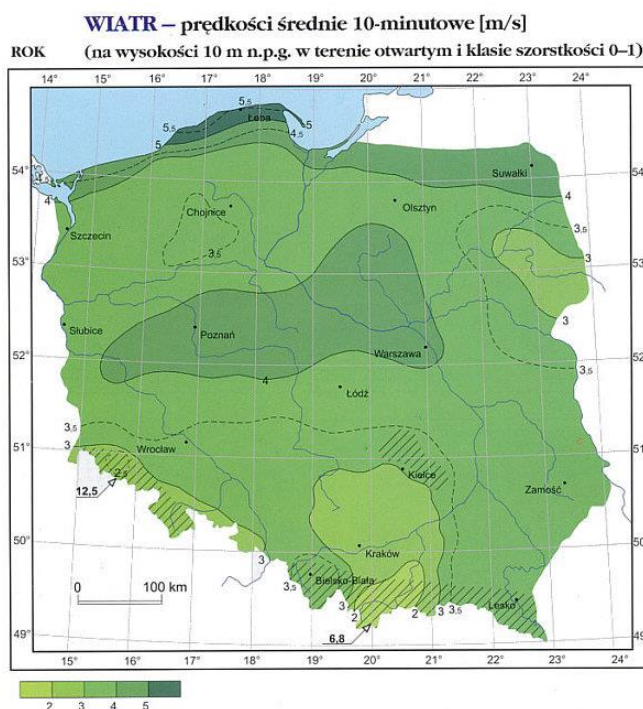 WIATR – prędkości średnie 10-minutowe [m/s]
ROK (na wysokości 10 m n.p.g. w terenie otwartym i klasie szorstkości 0–1)
14° 15° 16° 17° 18° 19° 20° 21° 22° 23° 24°
5,5
5,5 Łeba 5
5 4,5
54° Suwałki 54°
4,5
4 4
Chojnice Olsztyn
3,5
Szczecin
3,5
53° 3 53°
Słubice Poznań 3
Warszawa
52° 52°
3,5
4
Łódź
3,5
51° 3 Wrocław 51°
2,5 Kielce
12,5 Zamość
50° 50°
3 Kraków
0 100 km 3,5 Bielsko-Biała
3 3 3,5 Lesko
2 2
49° 6,8 49°
15° 16° 17° 18° 19° 20° 21° 22° 23° 24°
2 3 4 5